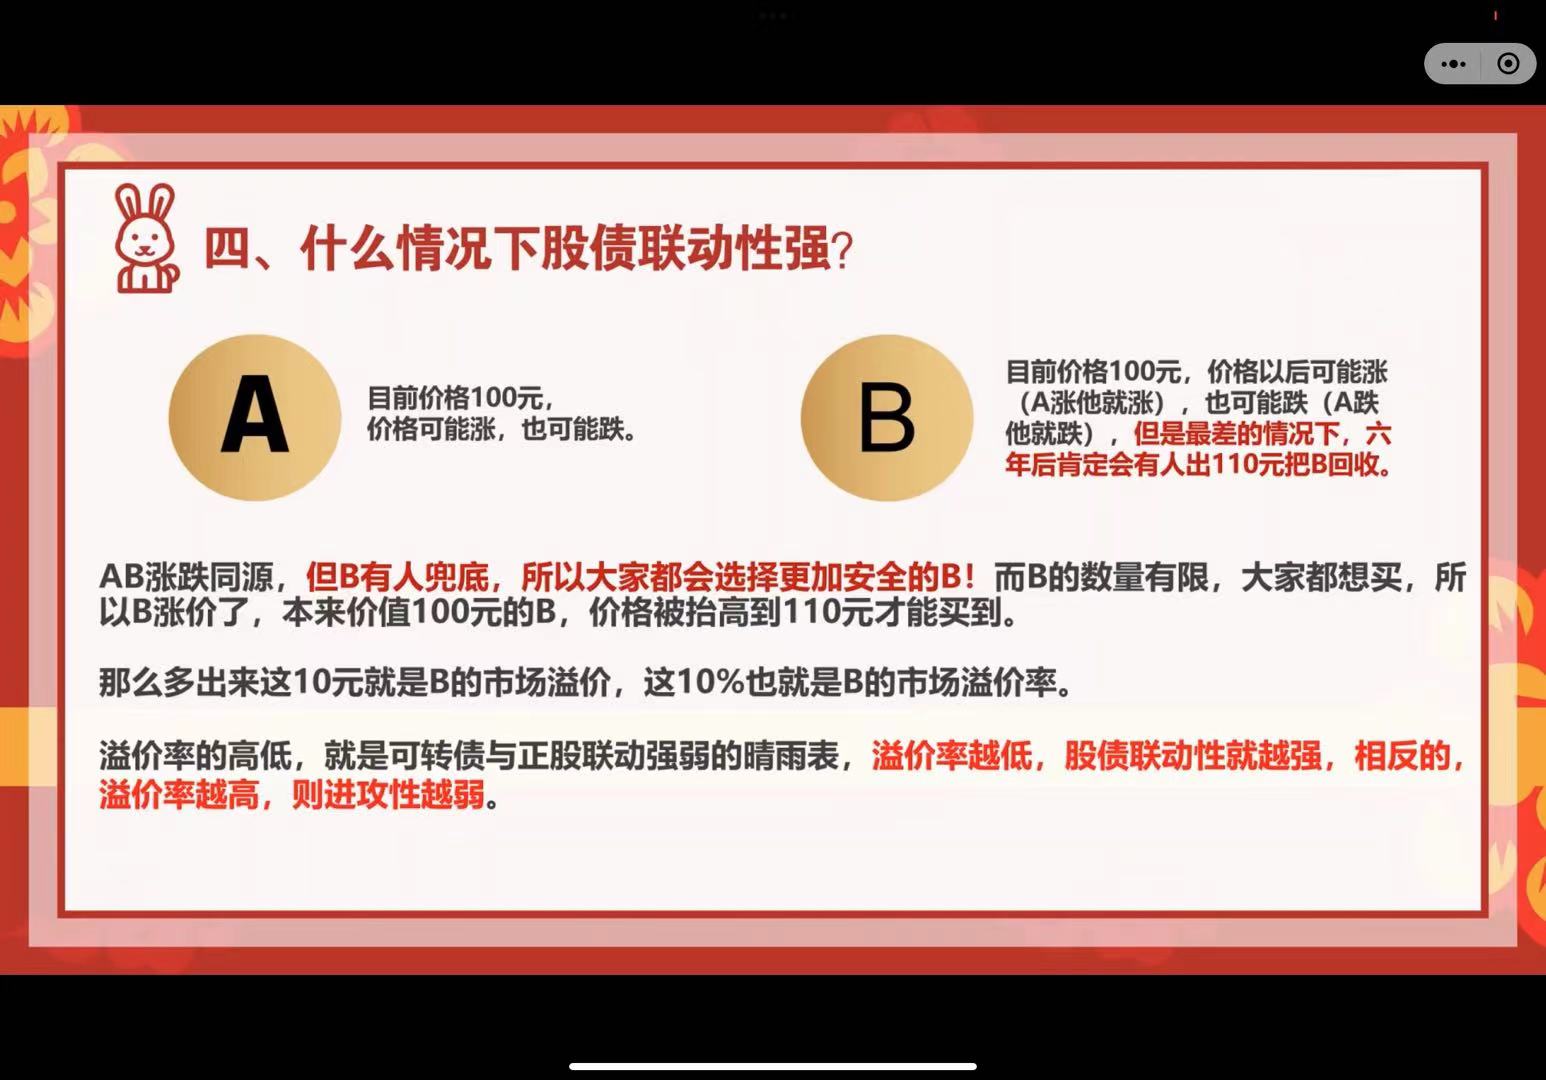 四、什么情况下股债联动性强?
A
目前价格100元，
价格可能涨，也可能跌。
B
目前价格100元，价格以后可能涨
（A涨他就涨），也可能跌（A跌
他就跌），但是最差的情况下，六
年后肯定会有人出110元把B回收。
AB涨跌同源，但B有人兜底，所以大家都会选择更加安全的B！而B的数量有限，大家都想买，所
以B涨价了，本来价值100元的B，价格被抬高到110元才能买到。
那么多出来这10元就是B的市场溢价，这10%也就是B的市场溢价率。
溢价率的高低，就是可转债与正股联动强弱的晴雨表，溢价率越低，股债联动性就越强，相反的，
溢价率越高，则进攻性越弱。